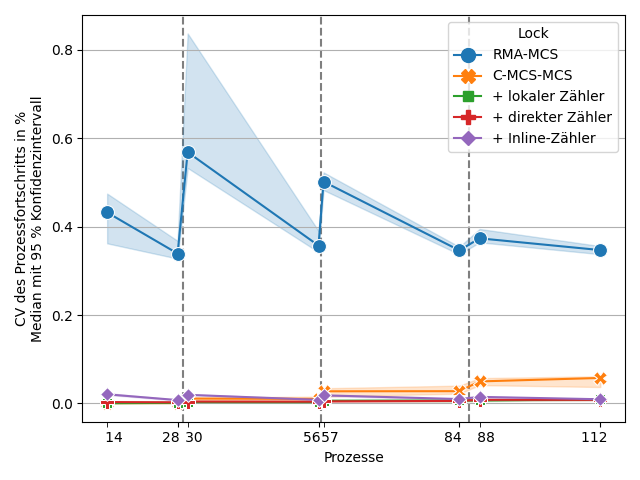 CV des Prozessfortschritts in %
Median mit 95 % Konfidenzintervall
0.8
0.6
0.4
0.2
0.0
Lock
RMA-MCS
C-MCS-MCS
+ lokaler Zähler
+ direkter Zähler
+ Inline-Zähler
14 28 30 56 57 84 88 112
Prozesse